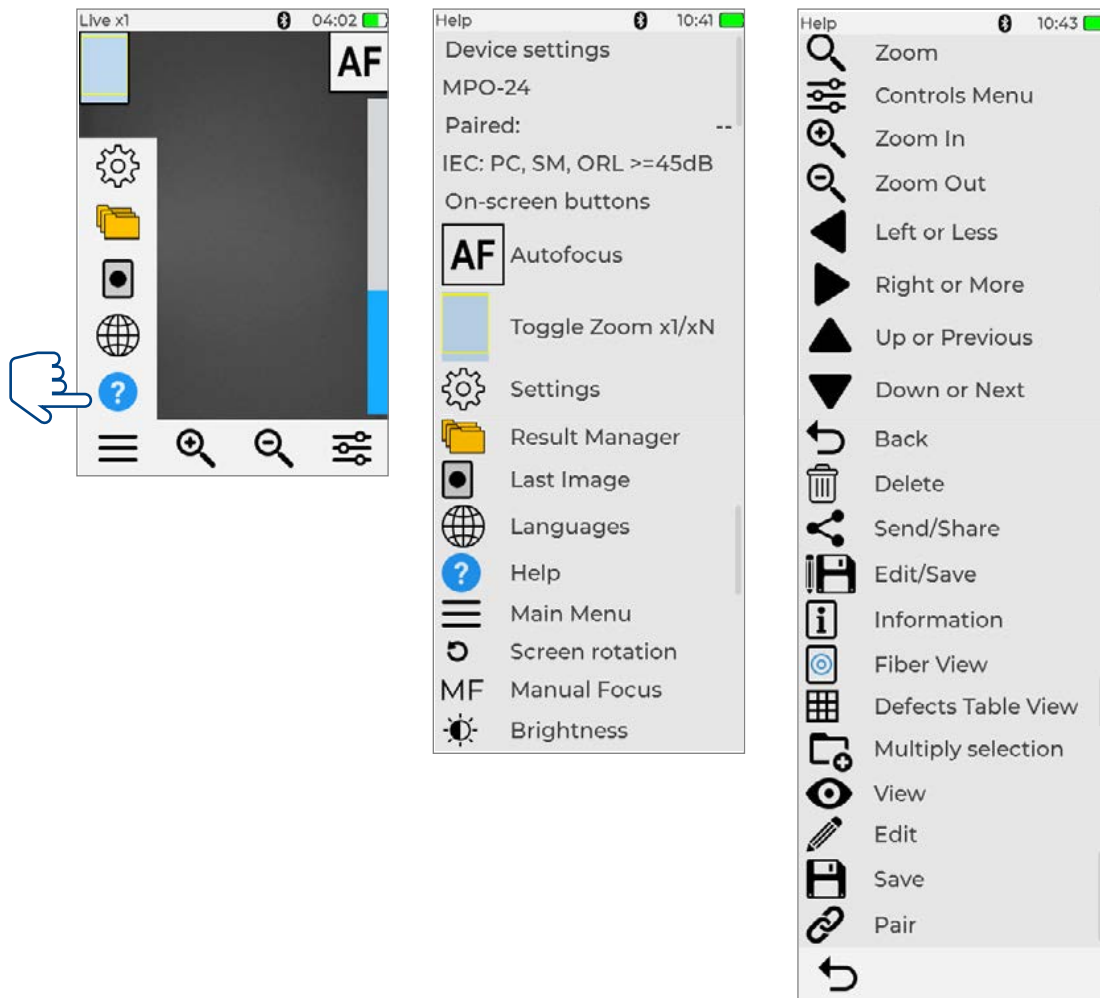 Live x1 04:02
AF
?
Help 10:41
Device settings
MPO-24
Paired: --
IEC: PC, SM, ORL >=45dB
On-screen buttons
AF Autofocus
Toggle Zoom x1/xN
Settings
Result Manager
Last Image
Languages
? Help
Main Menu
Screen rotation
MF Manual Focus
Brightness
Help 10:43
Zoom
Controls Menu
Zoom In
Zoom Out
Left or Less
Right or More
Up or Previous
Down or Next
Back
Delete
Send/Share
Edit/Save
i Information
Fiber View
Defects Table View
Multiply selection
View
Edit
Save
Pair